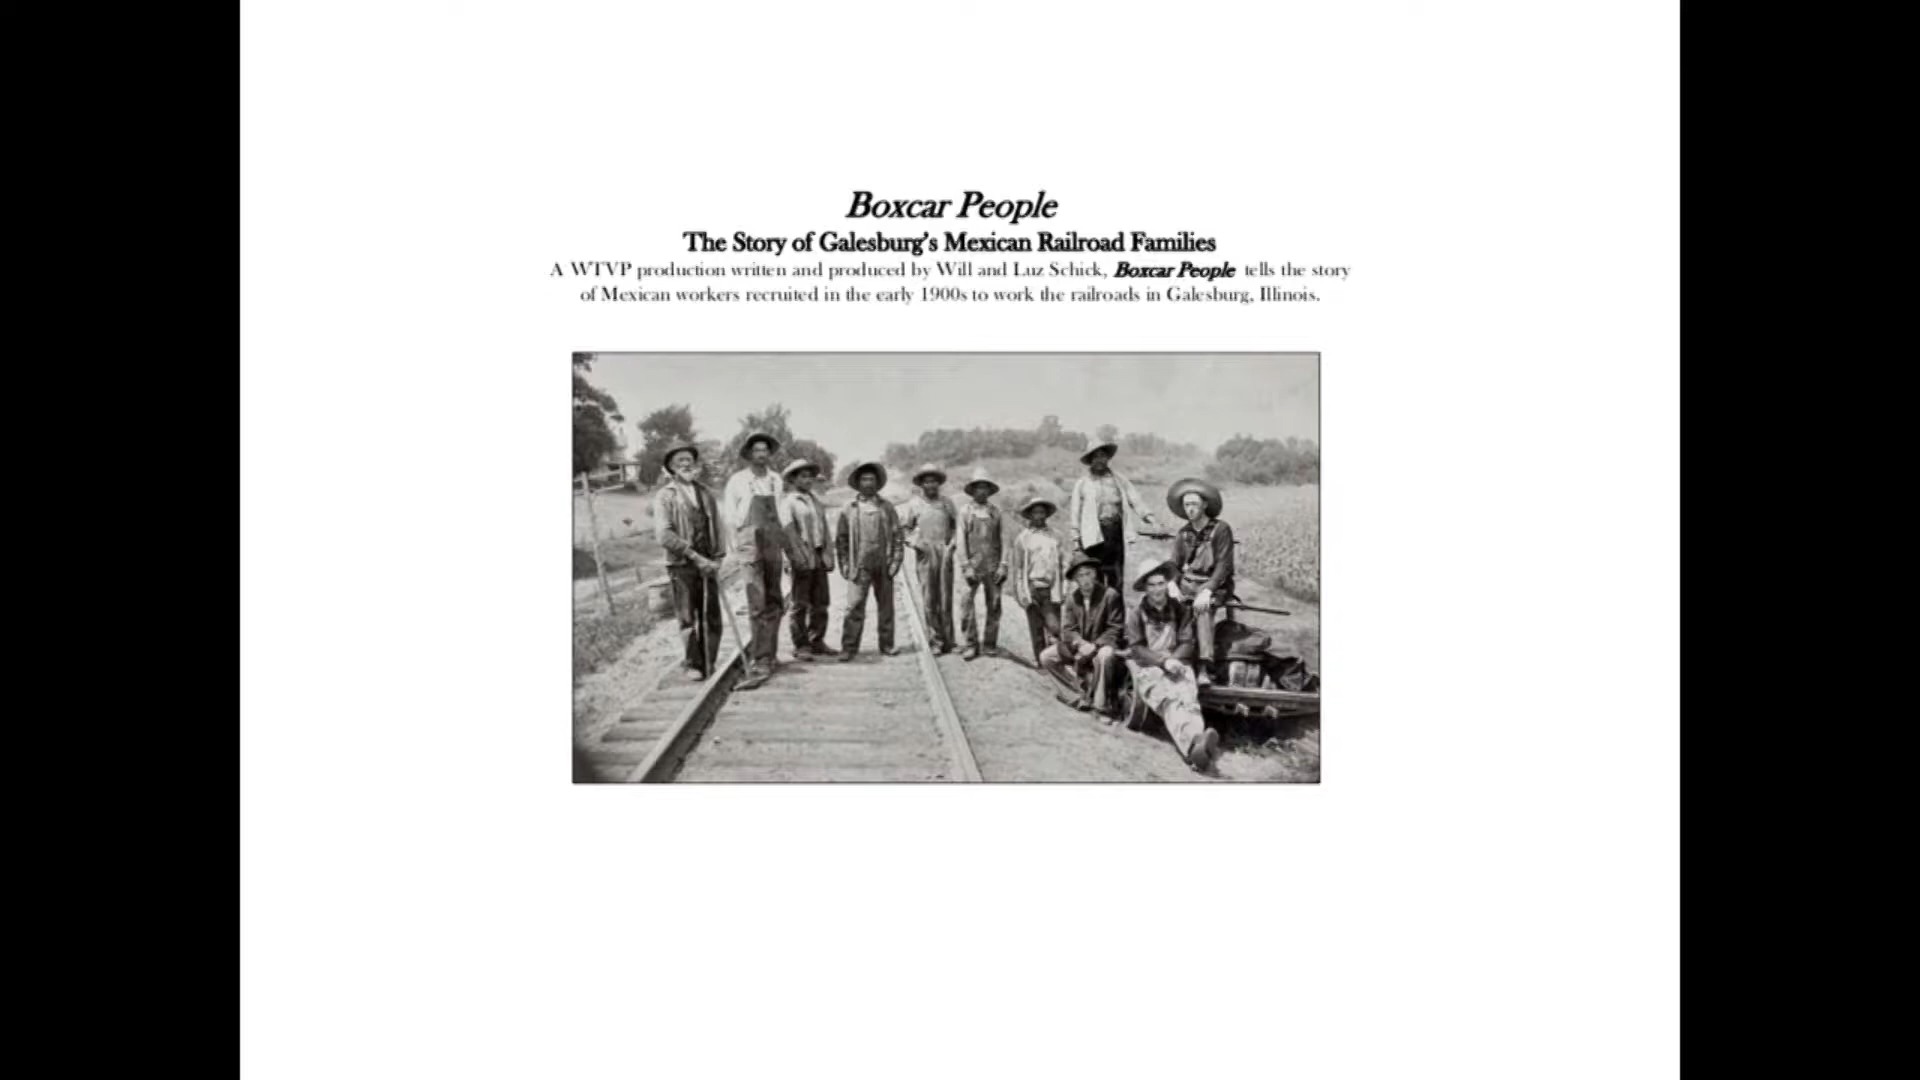 Boxcar People
The Story of Galesburg's Mexican Railroad Families
A WTVP production written and produced by Will and Luz Schick, Boxcar People tells the story
of Mexican workers recruited in the early 1900s to work the railroads in Galesburg, Illinois.